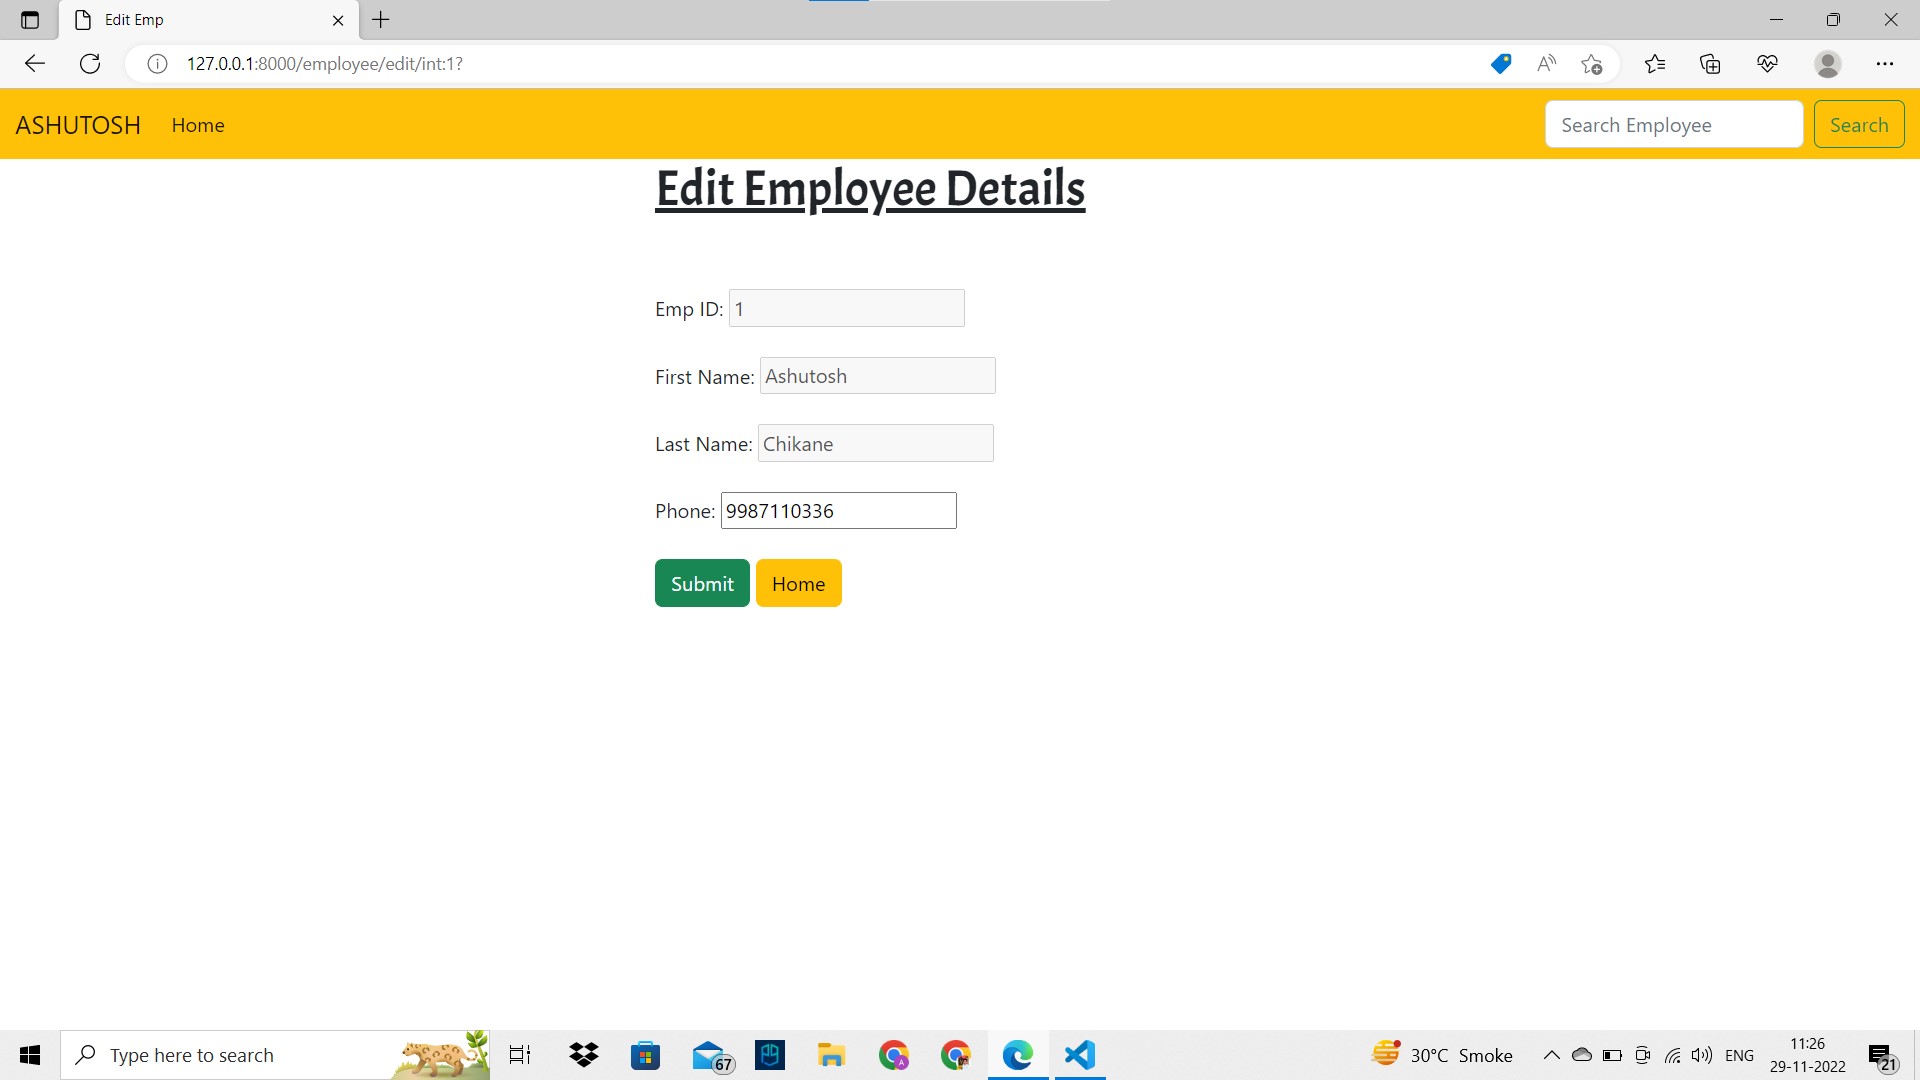 Edit Emp
127.0.0.1:8000/employee/edit/int:1?
ASHUTOSH Home Search Employee Search
Edit Employee Details
Emp ID: 1
First Name: Ashutosh
Last Name: Chikane
Phone: 9987110336
Submit Home
Type here to search 67 30°C Smoke ENG 11:26 29-11-2022 21